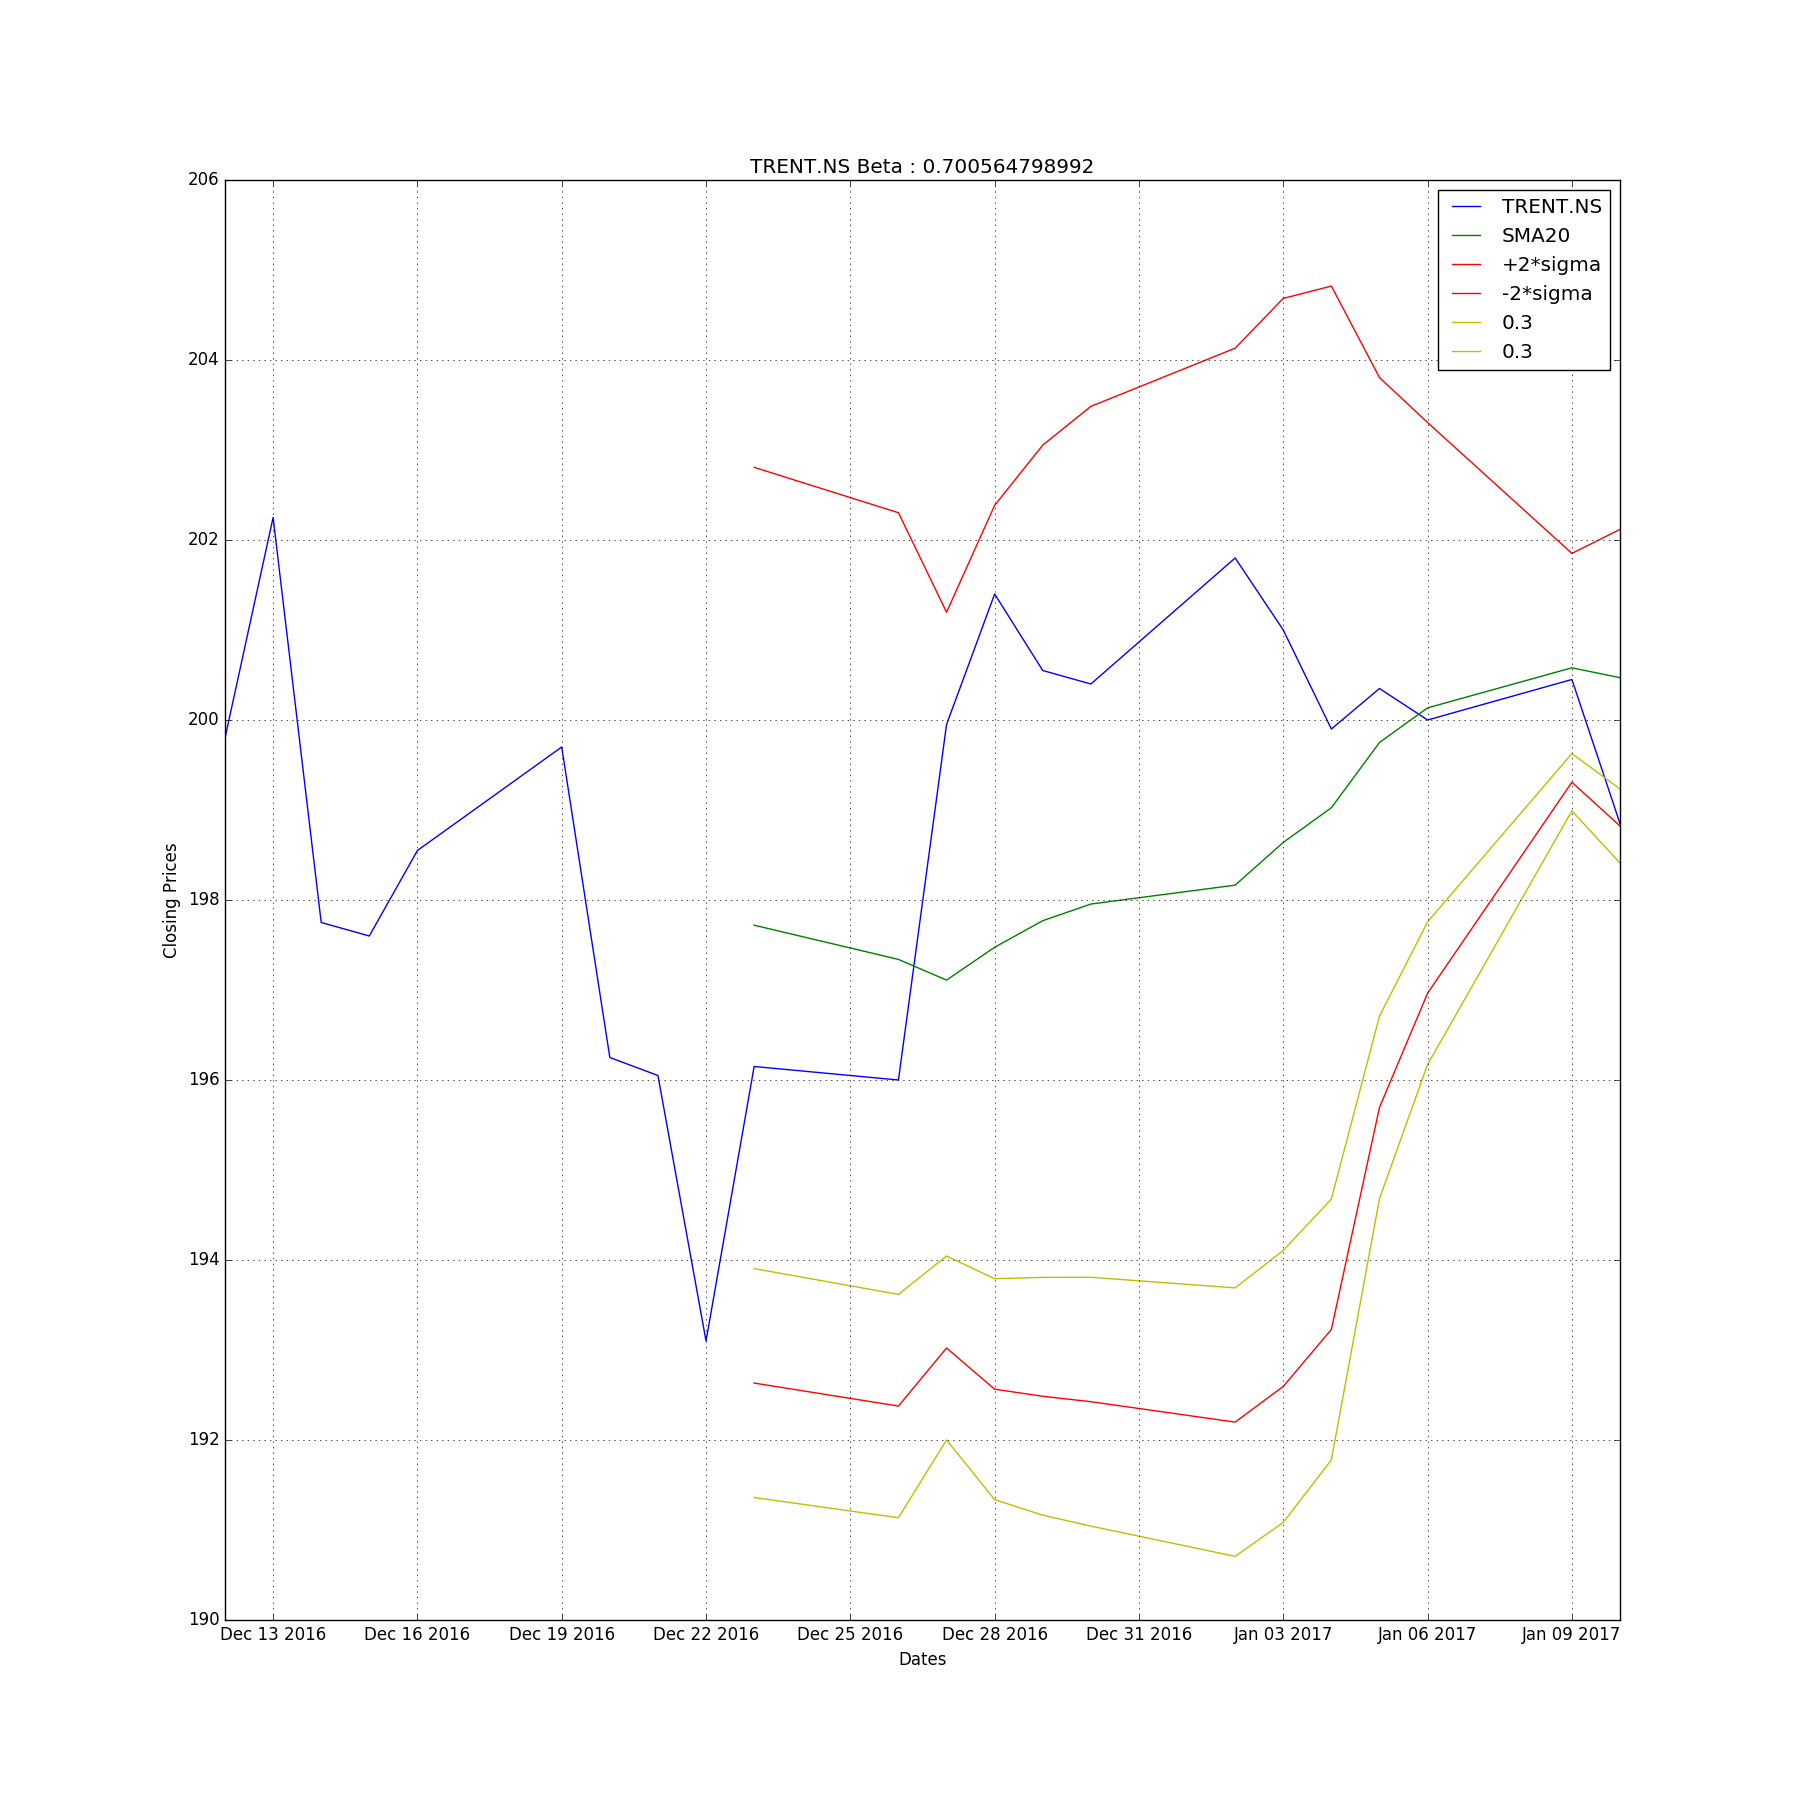 TRENT.NS Beta : 0.700564798992
206
204
202
200
198
196
194
192
190
Closing Prices
TRENT.NS
SMA20
+2*sigma
-2*sigma
0.3
0.3
Dec 13 2016 Dec 16 2016 Dec 19 2016 Dec 22 2016 Dec 25 2016 Dec 28 2016 Dec 31 2016 Jan 03 2017 Jan 06 2017 Jan 09 2017
Dates